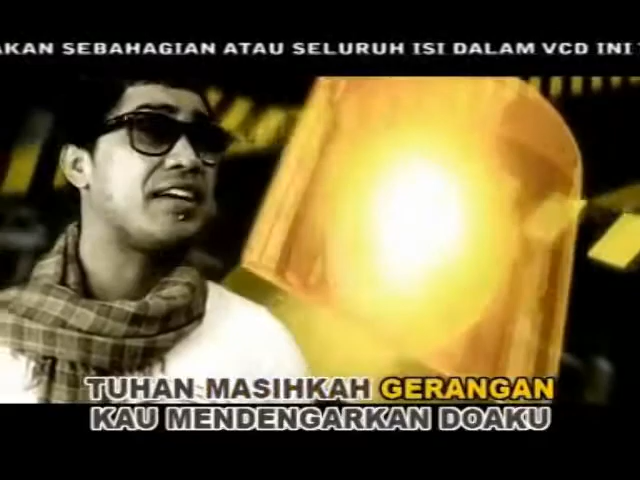 AKAN SEBAHAGIAN ATAU SELURUH ISI DALAM VCD INI
TUHAN MASIHKAH GERANGAN
KAU MENDENGARKAN DOAKU